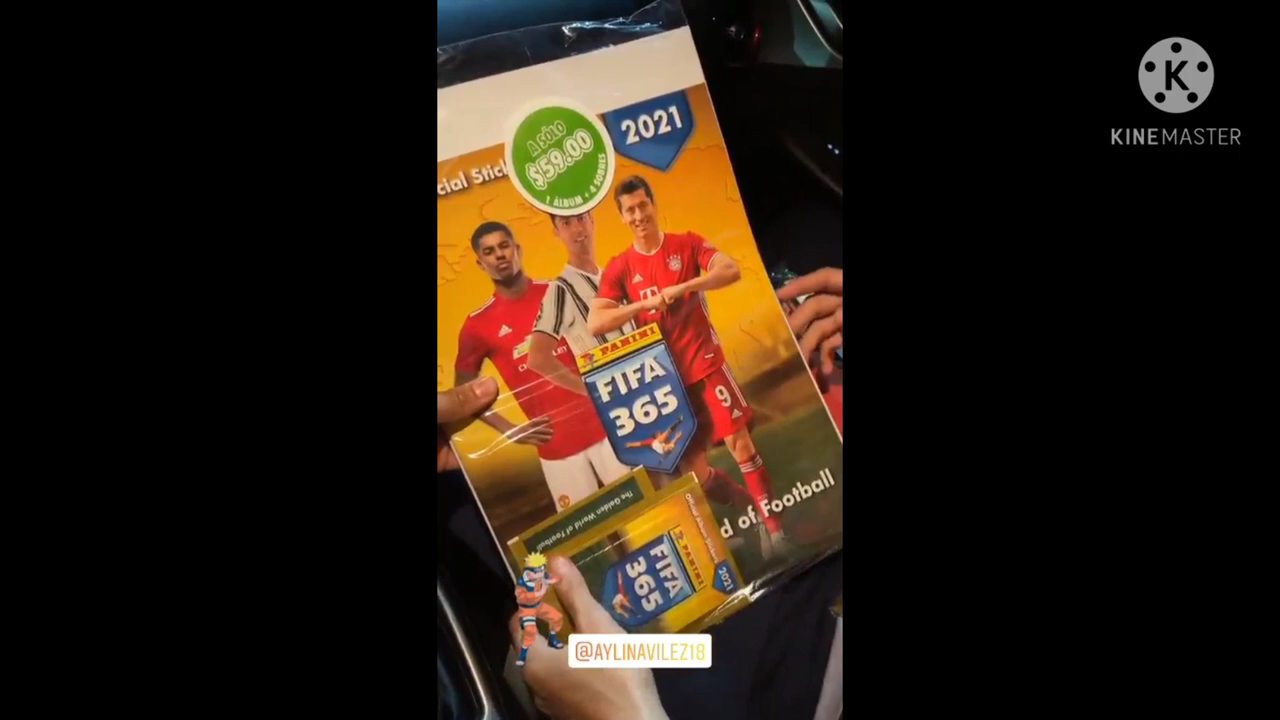 KINEMASTER
2021
A SÓLO
$59.00
1 ÁLBUM + 4 SOBRES
cial Stick
PANINI
FIFA
365
9
d of Football
The Golden World of Football
PANINI
FIFA
365
2021
@AYLINAVILEZ18